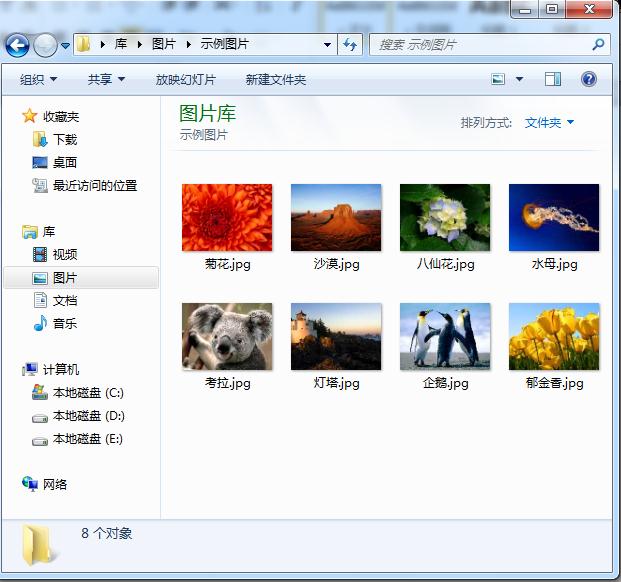 库 图片 示例图片
搜索 示例图片
组织 共享 放映幻灯片 新建文件夹
收藏夹
下载
桌面
最近访问的位置
库
视频
图片
文档
音乐
计算机
本地磁盘 (C:)
本地磁盘 (D:)
本地磁盘 (E:)
网络
图片库
示例图片
排列方式: 文件夹
菊花.jpg 沙漠.jpg 八仙花.jpg 水母.jpg
考拉.jpg 灯塔.jpg 企鹅.jpg 郁金香.jpg
8 个对象